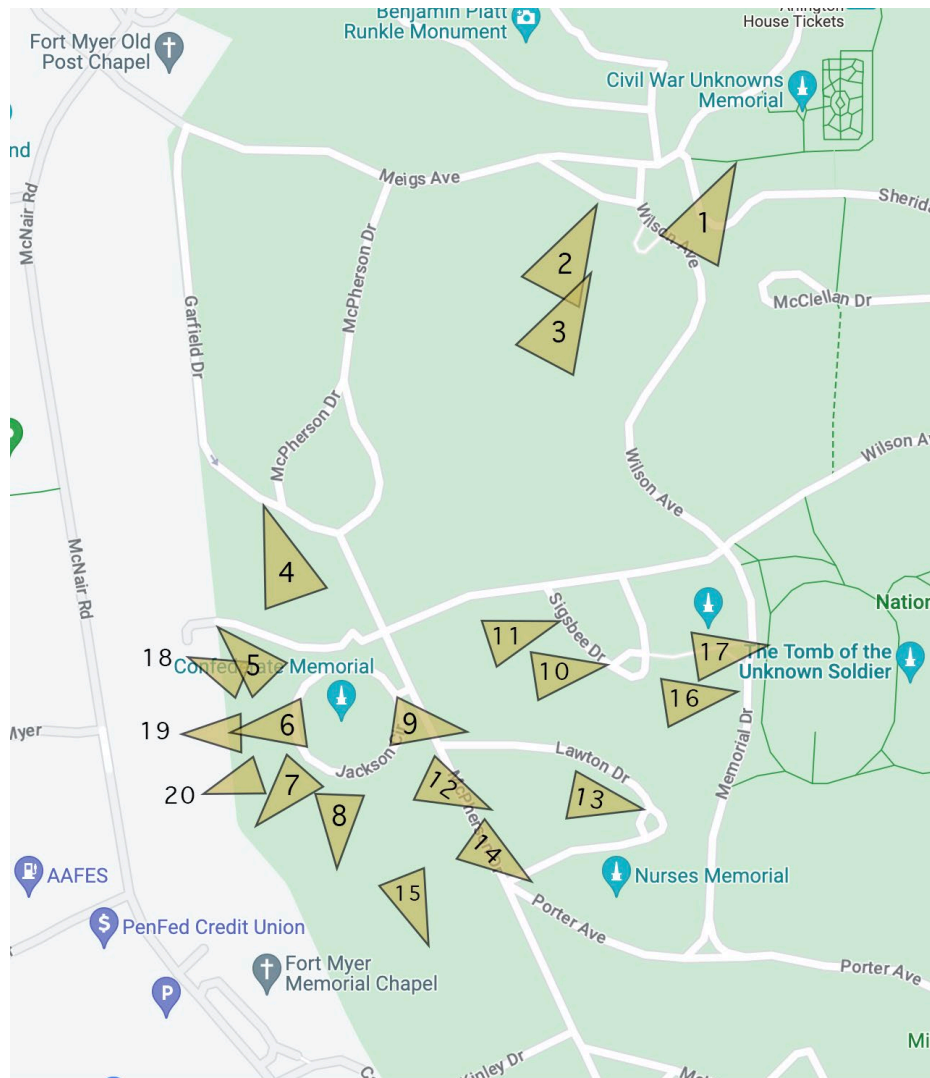 Benjamin Platt
Runkle Monument
House Tickets
Fort Myer Old
Post Chapel
Civil War Unknowns
Memorial
nd
Meigs Ave
McNair Rd
Wilson Ave
1
Sherida
2
McPherson Dr
McClellan Dr
Garfield Dr
3
McPherson Dr
Wilson Av
Wilson Ave
McNair Rd
4
Sigsbee Dr
Nation
11
18
5
Confederate Memorial
10
17
The Tomb of the
Unknown Soldier
16
19
6
9
Myer
Jackson Cir
Lawton Dr
Memorial Dr
20
7
12
13
8
McPherson Dr
14
AAFES
Nurses Memorial
15
PenFed Credit Union
Porter Ave
Fort Myer
Memorial Chapel
Porter Ave
P
Mi
Kinley Dr